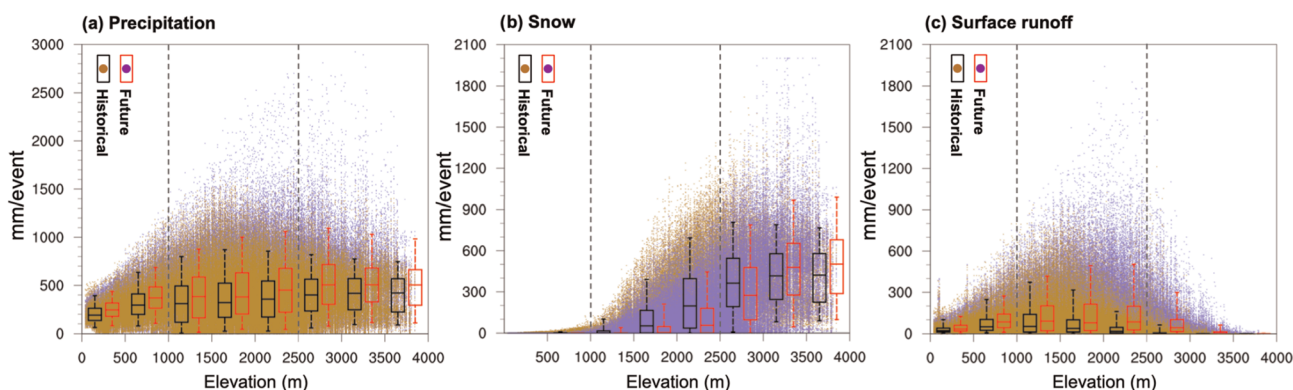 (a) Precipitation
3000
2500
2000
1500
1000
500
0
mm/event
Historical
Future
0 500 1000 1500 2000 2500 3000 3500 4000
Elevation (m)
(b) Snow
2100
1800
1500
1200
900
600
300
0
mm/event
Historical
Future
500 1000 1500 2000 2500 3000 3500 4000
Elevation (m)
(c) Surface runoff
2100
1800
1500
1200
900
600
300
0
mm/event
Historical
Future
0 500 1000 1500 2000 2500 3000 3500 4000
Elevation (m)